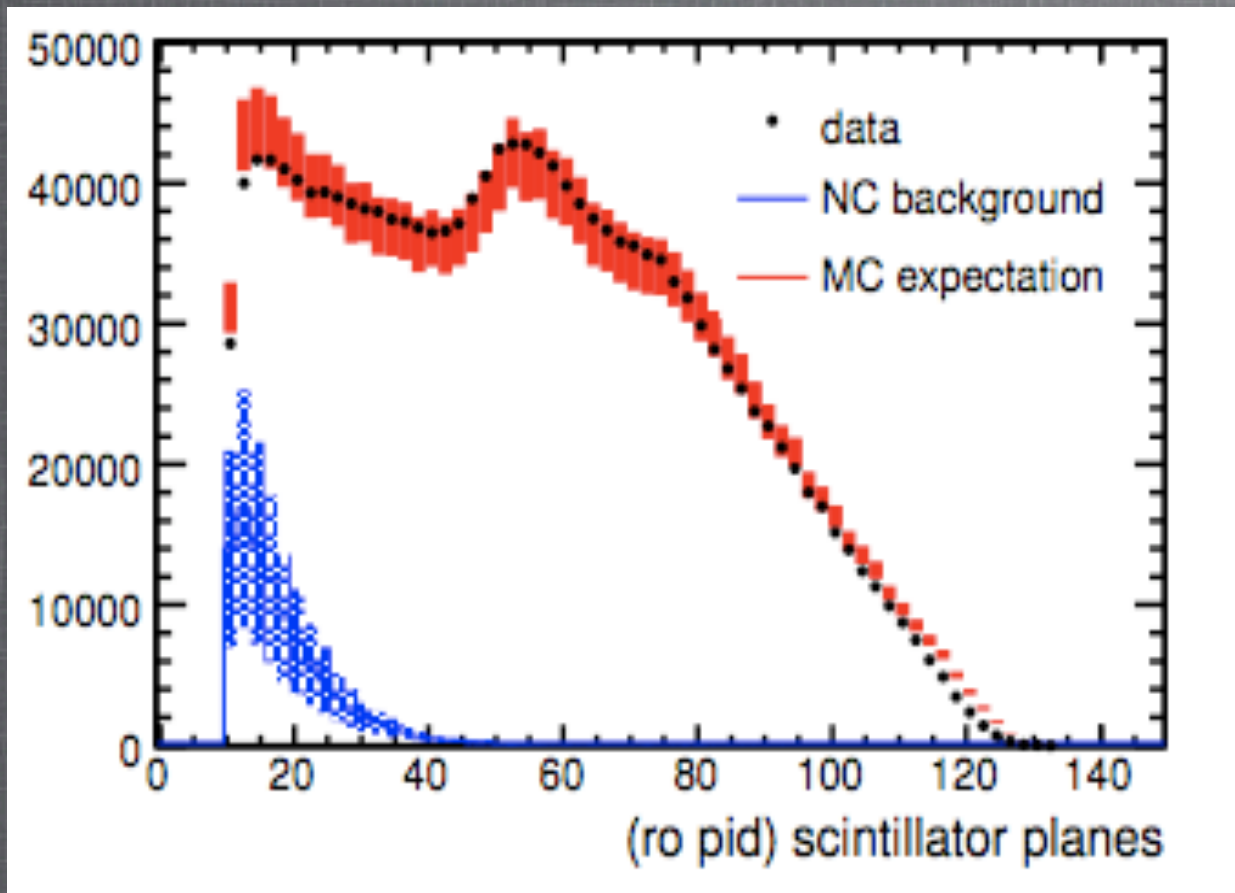 50000
40000
30000
20000
10000
0
data
NC background
MC expectation
0 20 40 60 80 100 120 140
(ro pid) scintillator planes